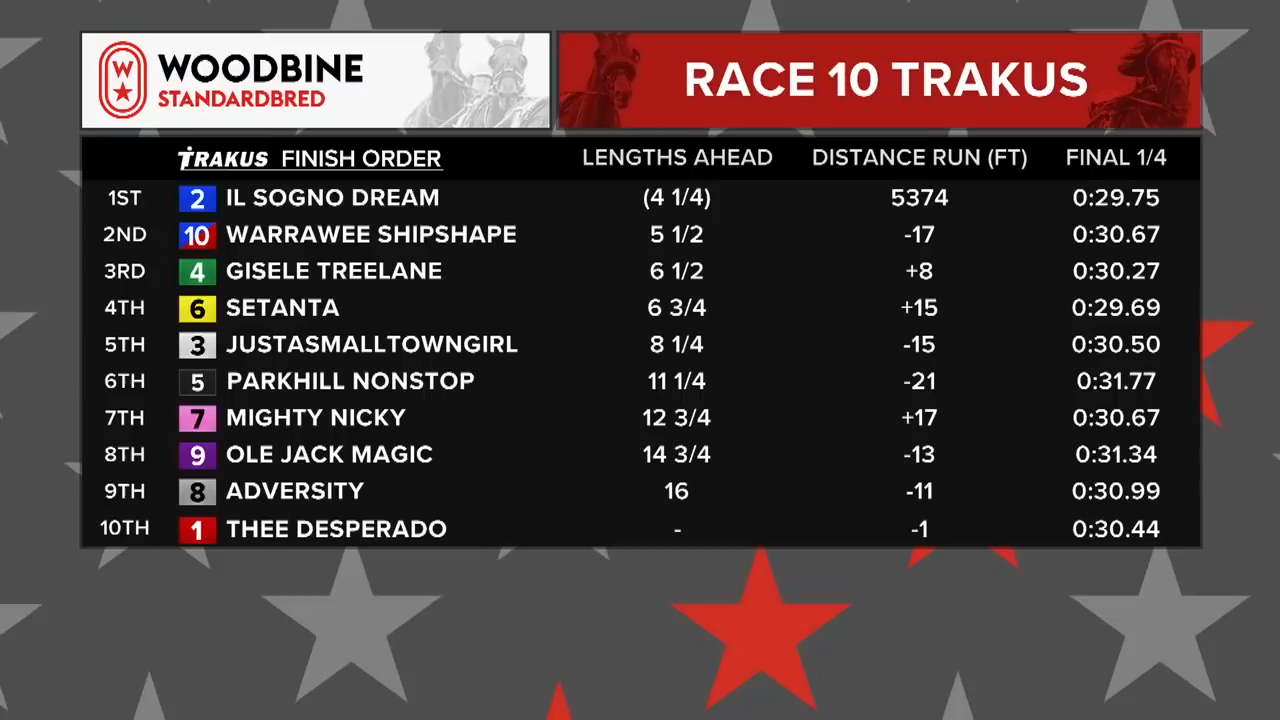 W
WOODBINE
STANDARDBRED
RACE 10 TRAKUS
TRAKUS FINISH ORDER LENGTHS AHEAD DISTANCE RUN (FT) FINAL 1/4
1ST 2 IL SOGNO DREAM (4 1/4) 5374 0:29.75
2ND 10 WARRAWEE SHIPSHAPE 5 1/2 -17 0:30.67
3RD 4 GISELE TREELANE 6 1/2 +8 0:30.27
4TH 6 SETANTA 6 3/4 +15 0:29.69
5TH 3 JUSTASMALLTOWNGIRL 8 1/4 -15 0:30.50
6TH 5 PARKHILL NONSTOP 11 1/4 -21 0:31.77
7TH 7 MIGHTY NICKY 12 3/4 +17 0:30.67
8TH 9 OLE JACK MAGIC 14 3/4 -13 0:31.34
9TH 8 ADVERSITY 16 -11 0:30.99
10TH 1 THEE DESPERADO - -1 0:30.44